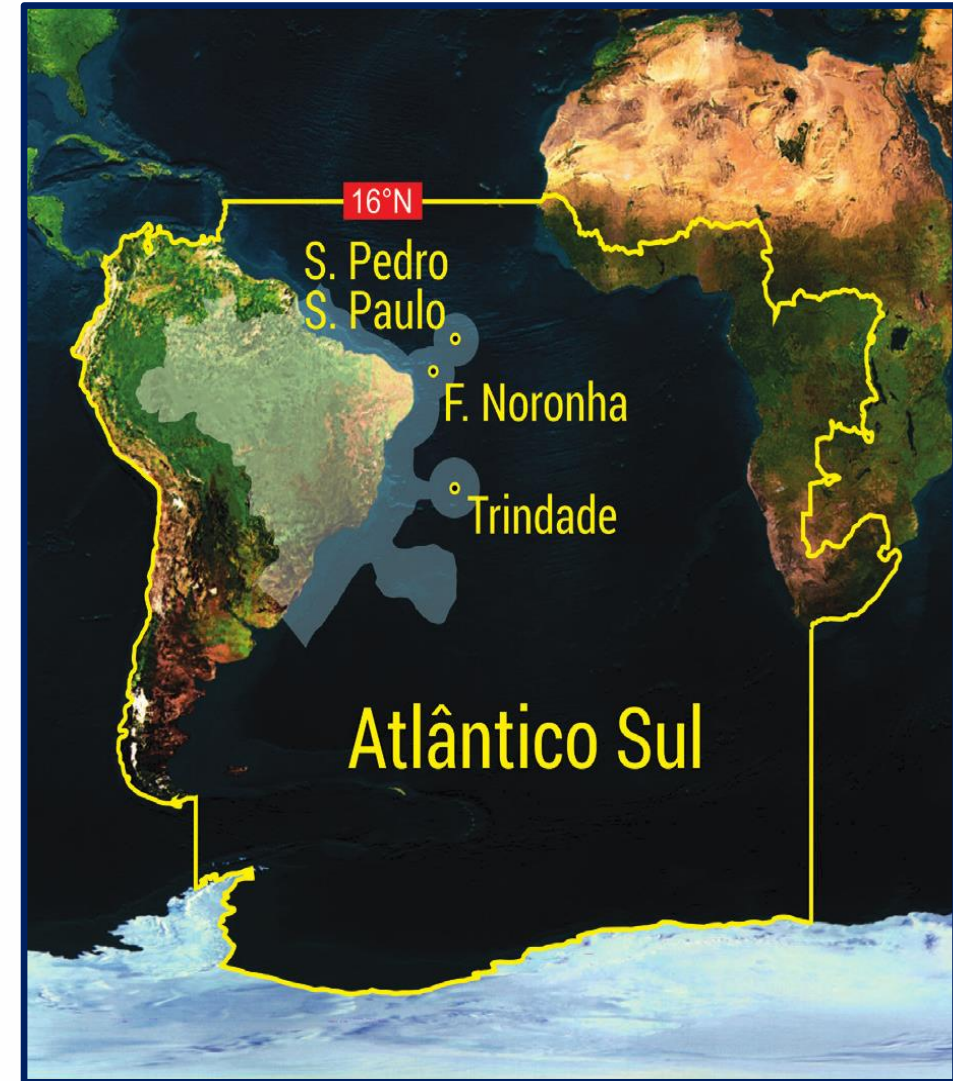 16°N
S. Pedro
S. Paulo
F. Noronha
Trindade
Atlântico Sul